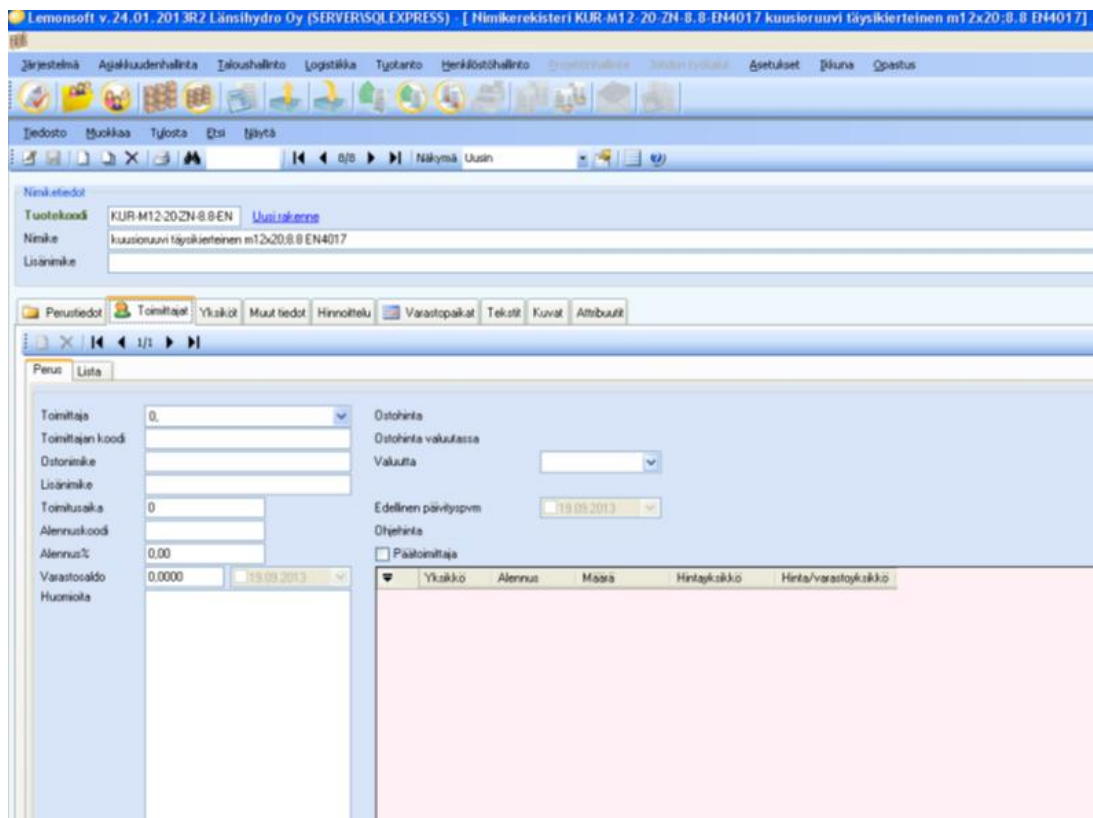 Lemonsoft v.24.01.2013R2 Länsihydro Oy (SERVER\SQLEXPRESS) - [ Nimikerekisteri KUR-M12-20-ZN-8.8-EN4017 kuusioruuvi täysikierteinen m12x20;8.8 EN4017]
Järjestelmä Asiakkuudenhallinta Taloushallinto Logistiikka Tuotanto Henkilöstöhallinto Projektinhallinta Johdon työkalut Asetukset Ikkuna Opastus
Tiedosto Muokkaa Tulosta Etsi Näytä
8/8 Näkymä Uusin
Nimiketiedot
Tuotekoodi KUR-M12-20-ZN-8.8-EN Uusi rakenne
Nimike kuusioruuvi täysikierteinen m12x20;8.8 EN4017
Lisänimike
Perustiedot Toimittajat Yksiköt Muut tiedot Hinnoittelu Varastopaikat Tekstit Kuvat Attribuutit
1/1
Perus Lista
Toimittaja 0, Ostohinta
Toimittajan koodi Ostohinta valuutassa
Ostonimike Valuutta
Lisänimike
Toimitusaika 0 Edellinen päivityspvm 19.09.2013
Alennuskoodi Ohjehinta
Alennus% 0,00 Päätoimittaja
Varastosaldo 0,0000 19.09.2013 Yksikkö Alennus Määrä Hintayksikkö Hinta/varastoyksikkö
Huomioita